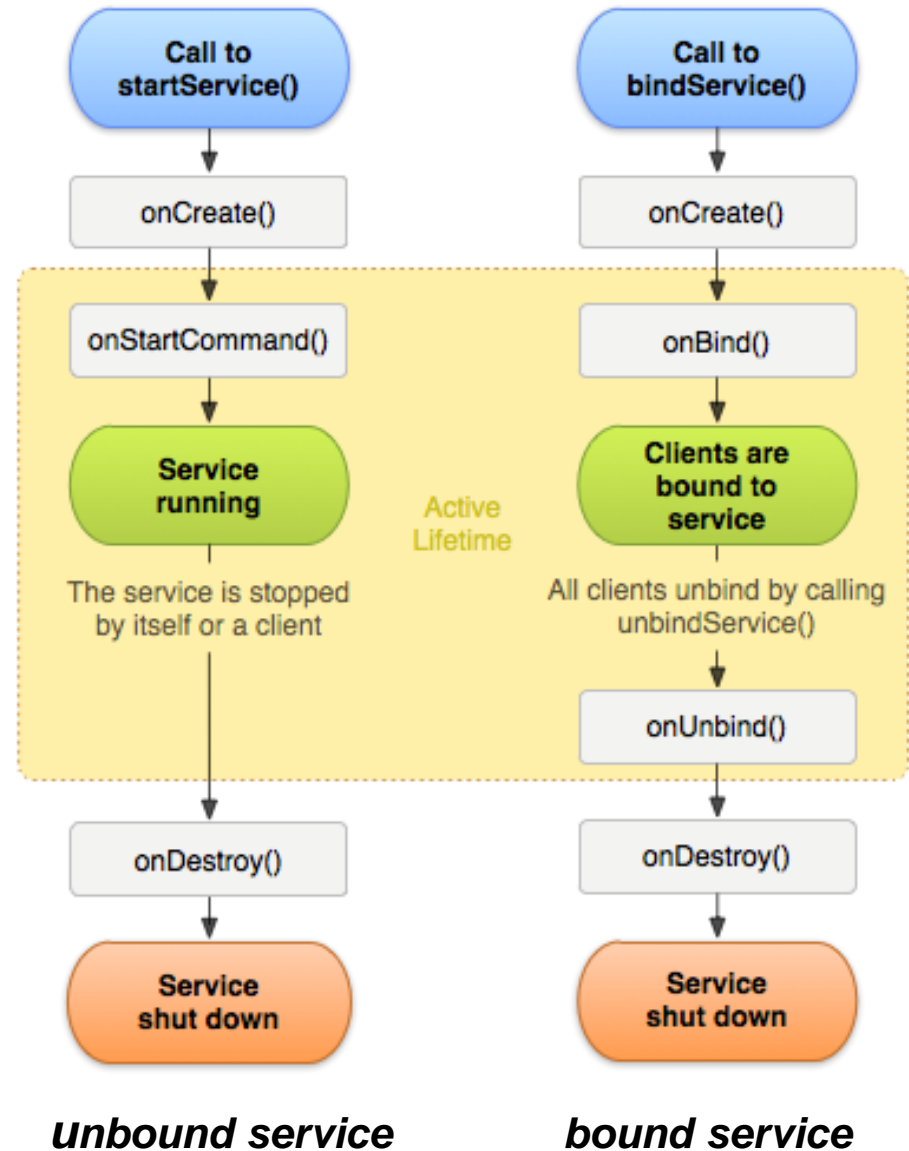 Call to
startService()
onCreate()
onStartCommand()
Service
running
The service is stopped
by itself or a client
onDestroy()
Service
shut down
unbound service
Active
Lifetime
Call to
bindService()
onCreate()
onBind()
Clients are
bound to
service
All clients unbind by calling
unbindService()
onUnbind()
onDestroy()
Service
shut down
bound service